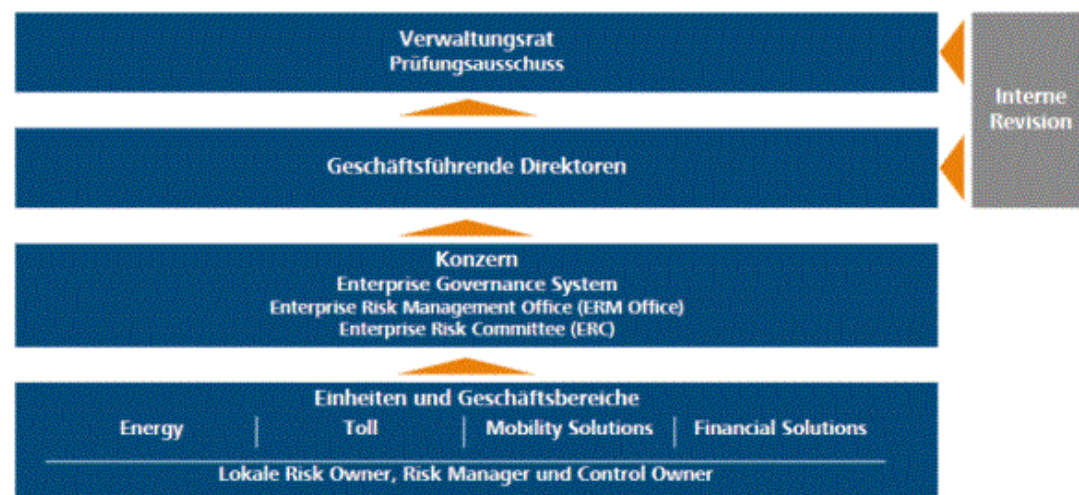 Verwaltungsrat
Prüfungsausschuss
Interne
Revision
Geschäftsführende Direktoren
Konzern
Enterprise Governance System
Enterprise Risk Management Office (ERM Office)
Enterprise Risk Committee (ERC)
Einheiten und Geschäftsbereiche
Energy | Toll | Mobility Solutions | Financial Solutions
Lokale Risk Owner, Risk Manager und Control Owner